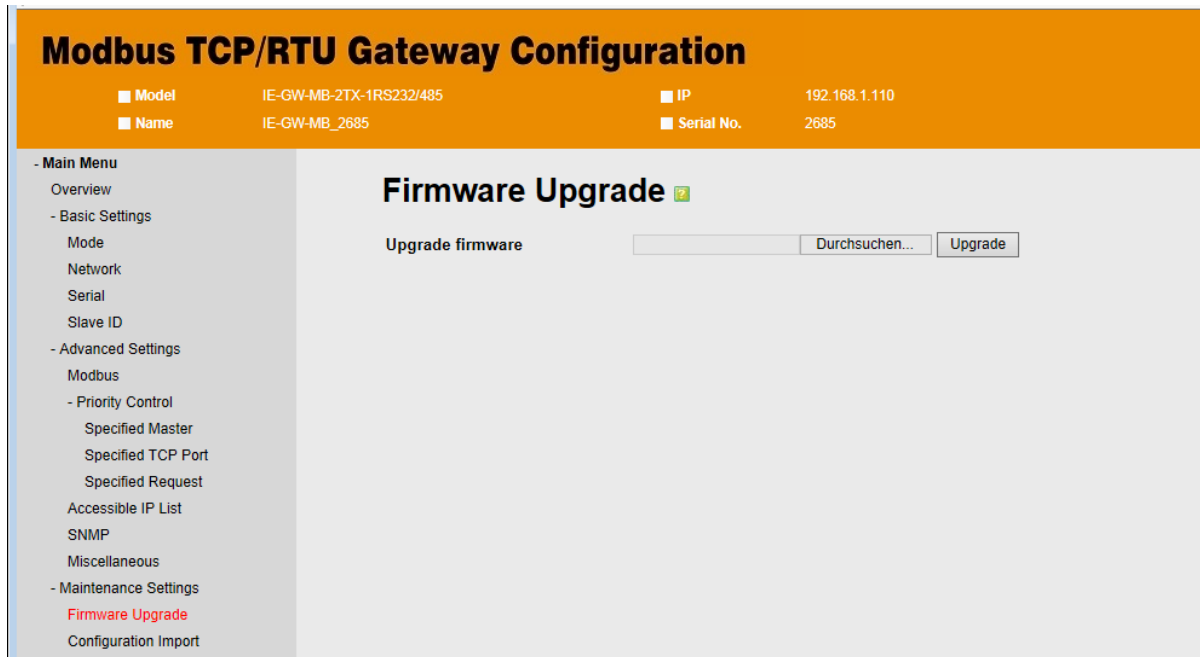 Modbus TCP/RTU Gateway Configuration
Model IE-GW-MB-2TX-1RS232/485 IP 192.168.1.110
Name IE-GW-MB_2685 Serial No. 2685
- Main Menu
Overview
- Basic Settings
Mode
Network
Serial
Slave ID
- Advanced Settings
Modbus
- Priority Control
Specified Master
Specified TCP Port
Specified Request
Accessible IP List
SNMP
Miscellaneous
- Maintenance Settings
Firmware Upgrade
Configuration Import
Firmware Upgrade ?
Upgrade firmware Durchsuchen... Upgrade